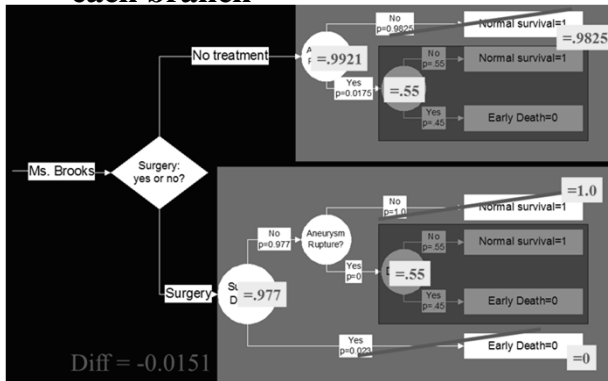 each branch
No
p=0.9825
Normal survival=1
=.9825
No treatment
=.9921
No
p=.55
Normal survival=1
Yes
p=0.0175
=.55
Yes
p=.45
Early Death=0
Ms. Brooks
Surgery:
yes or no?
=1.0
No
p=1.0
Normal survival=1
No
p=0.977
Aneurysm
Rupture?
No
p=.55
Normal survival=1
Yes
p=0
=.55
Surgery
=.977
Yes
p=.45
Early Death=0
Yes
p=0.023
Early Death=0
=0
Diff = -0.0151